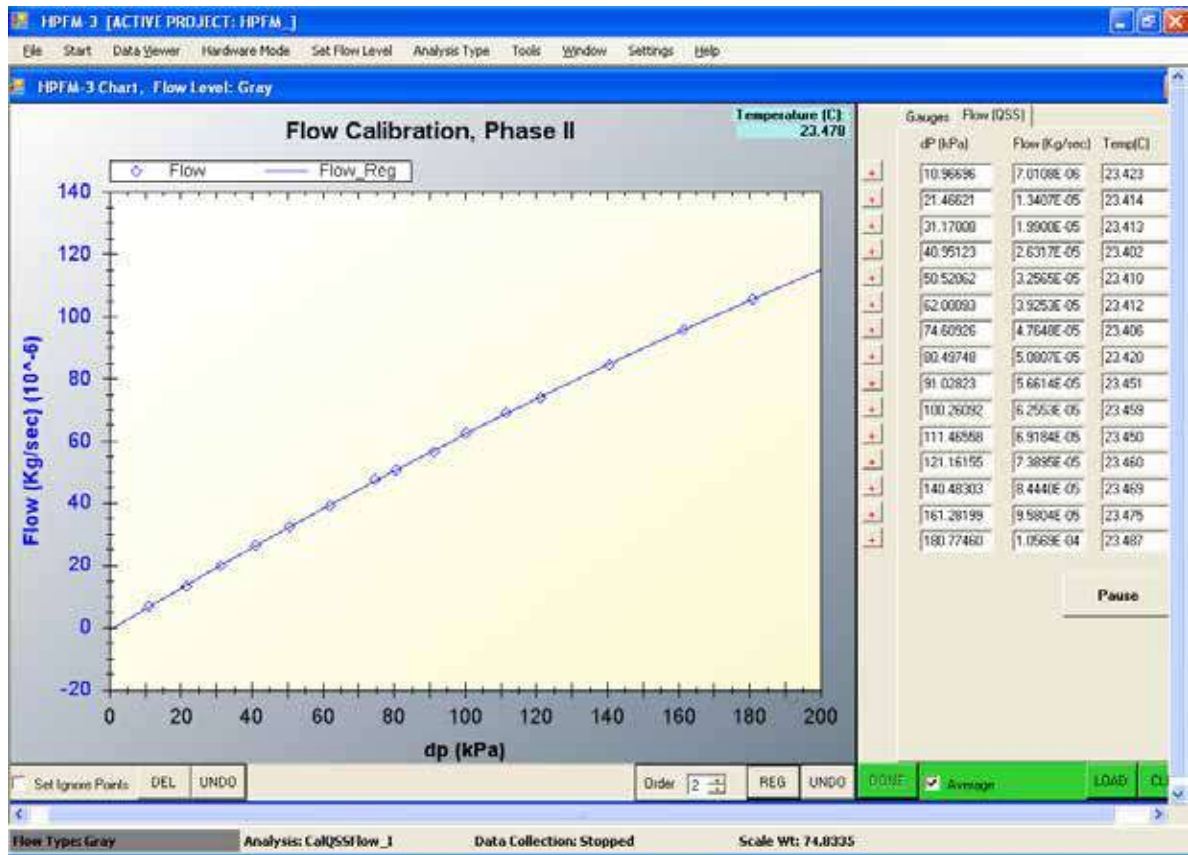 HPFM-3 [ACTIVE PROJECT: HPFM_]
File Start Data Viewer Hardware Mode Set Flow Level Analysis Type Tools Window Settings Help
HPFM-3 Chart, Flow Level: Gray
Temperature (C):
23.478
Flow Calibration, Phase II
Flow Flow_Reg
140
120
100
80
60
40
20
0
-20
Flow (Kg/sec) (10^-6)
0 20 40 60 80 100 120 140 160 180 200
dp (kPa)
Gauges Flow (QSS)
dP (kPa) Flow (Kg/sec) Temp(C)
10.96696 7.0108E-06 23.423
21.46621 1.3407E-05 23.414
31.17008 1.9900E-05 23.413
40.95123 2.6317E-05 23.402
50.52062 3.2565E-05 23.410
62.00093 3.9253E-05 23.412
74.60926 4.7648E-05 23.406
80.49748 5.0807E-05 23.420
91.02823 5.6614E-05 23.451
100.26092 6.2553E-05 23.459
111.46558 6.9184E-05 23.450
121.16155 7.3895E-05 23.460
140.48303 8.4440E-05 23.469
161.28199 9.5804E-05 23.475
180.77460 1.0569E-04 23.487
Pause
Set Ignore Points DEL UNDO Order 2 REG UNDO DONE Average LOAD CL
Flow Type: Gray Analysis: CalQSSFlow_1 Data Collection: Stopped Scale Wt: 74.8335